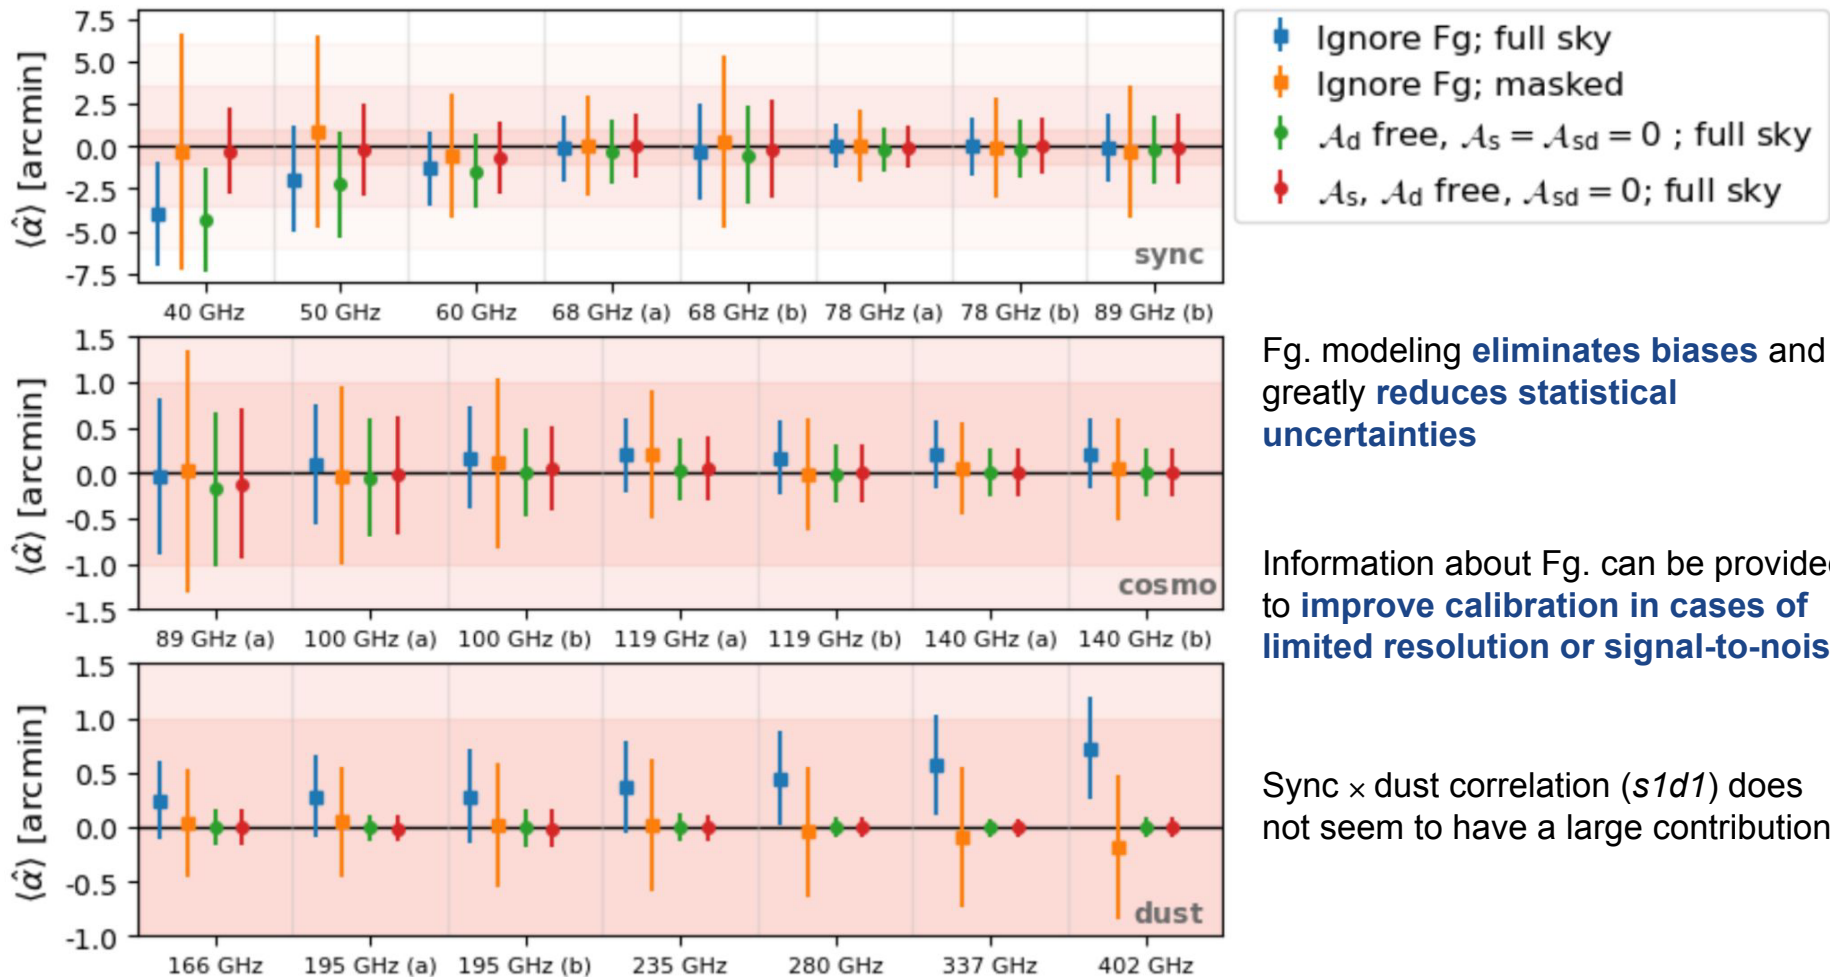 7.5
5.0
2.5
0.0
-2.5
-5.0
-7.5
⟨α̂⟩ [arcmin]
sync
40 GHz 50 GHz 60 GHz 68 GHz (a) 68 GHz (b) 78 GHz (a) 78 GHz (b) 89 GHz (b)
Ignore Fg; full sky
Ignore Fg; masked
𝒜d free, 𝒜s = 𝒜sd = 0 ; full sky
𝒜s, 𝒜d free, 𝒜sd = 0; full sky
1.5
1.0
0.5
0.0
-0.5
-1.0
-1.5
⟨α̂⟩ [arcmin]
cosmo
89 GHz (a) 100 GHz (a) 100 GHz (b) 119 GHz (a) 119 GHz (b) 140 GHz (a) 140 GHz (b)
1.5
1.0
0.5
0.0
-0.5
-1.0
⟨α̂⟩ [arcmin]
dust
166 GHz 195 GHz (a) 195 GHz (b) 235 GHz 280 GHz 337 GHz 402 GHz
Fg. modeling eliminates biases and
greatly reduces statistical
uncertainties
Information about Fg. can be provide
to improve calibration in cases of
limited resolution or signal-to-nois
Sync × dust correlation (s1d1) does
not seem to have a large contribution